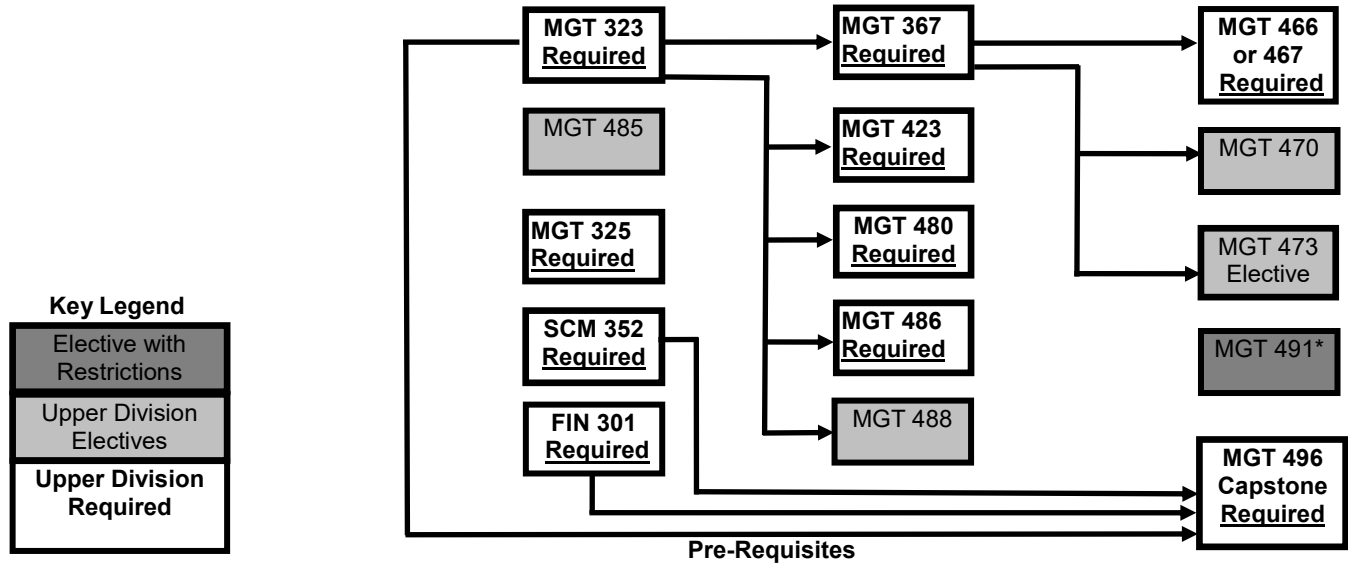 MGT 323
Required
MGT 367
Required
MGT 466
or 467
Required
MGT 485
MGT 423
Required
MGT 470
MGT 325
Required
MGT 480
Required
MGT 473
Elective
Key Legend
Elective with
Restrictions
Upper Division
Electives
Upper Division
Required
SCM 352
Required
MGT 486
Required
MGT 491*
FIN 301
Required
MGT 488
MGT 496
Capstone
Required
Pre-Requisites